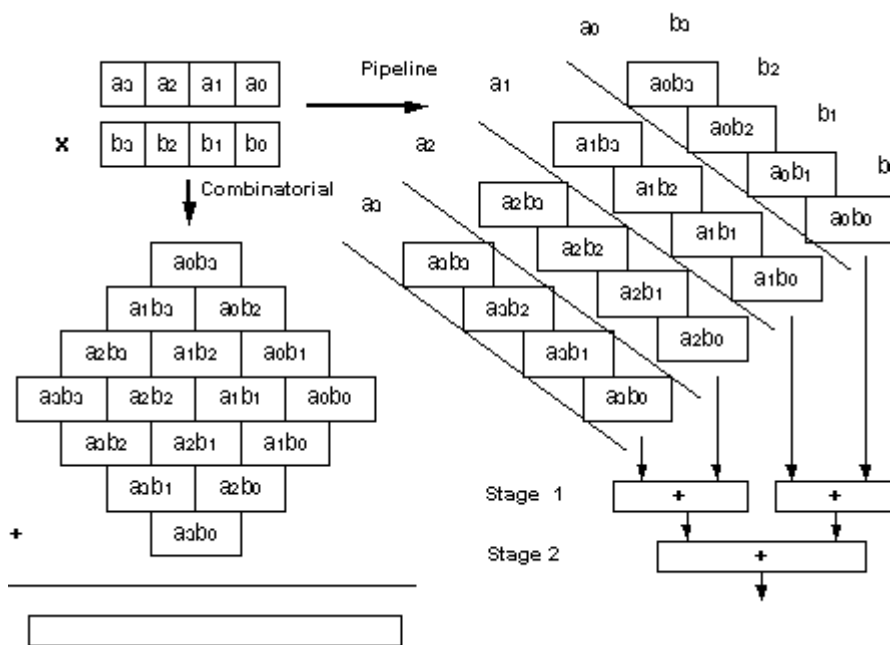 a3 a2 a1 a0
x b3 b2 b1 b0
Pipeline
Combinatorial
a0b3
a1b3 a0b2
a2b3 a1b2 a0b1
a3b3 a2b2 a1b1 a0b0
a3b2 a2b1 a1b0
a3b1 a2b0
+ a3b0
a0 b3
b2
b1
b
a0b3
a0b2
a0b1
a0b0
a1
a1b3
a1b2
a1b1
a1b0
a2
a2b3
a2b2
a2b1
a2b0
a3
a3b3
a3b2
a3b1
a3b0
Stage 1 + +
Stage 2 +